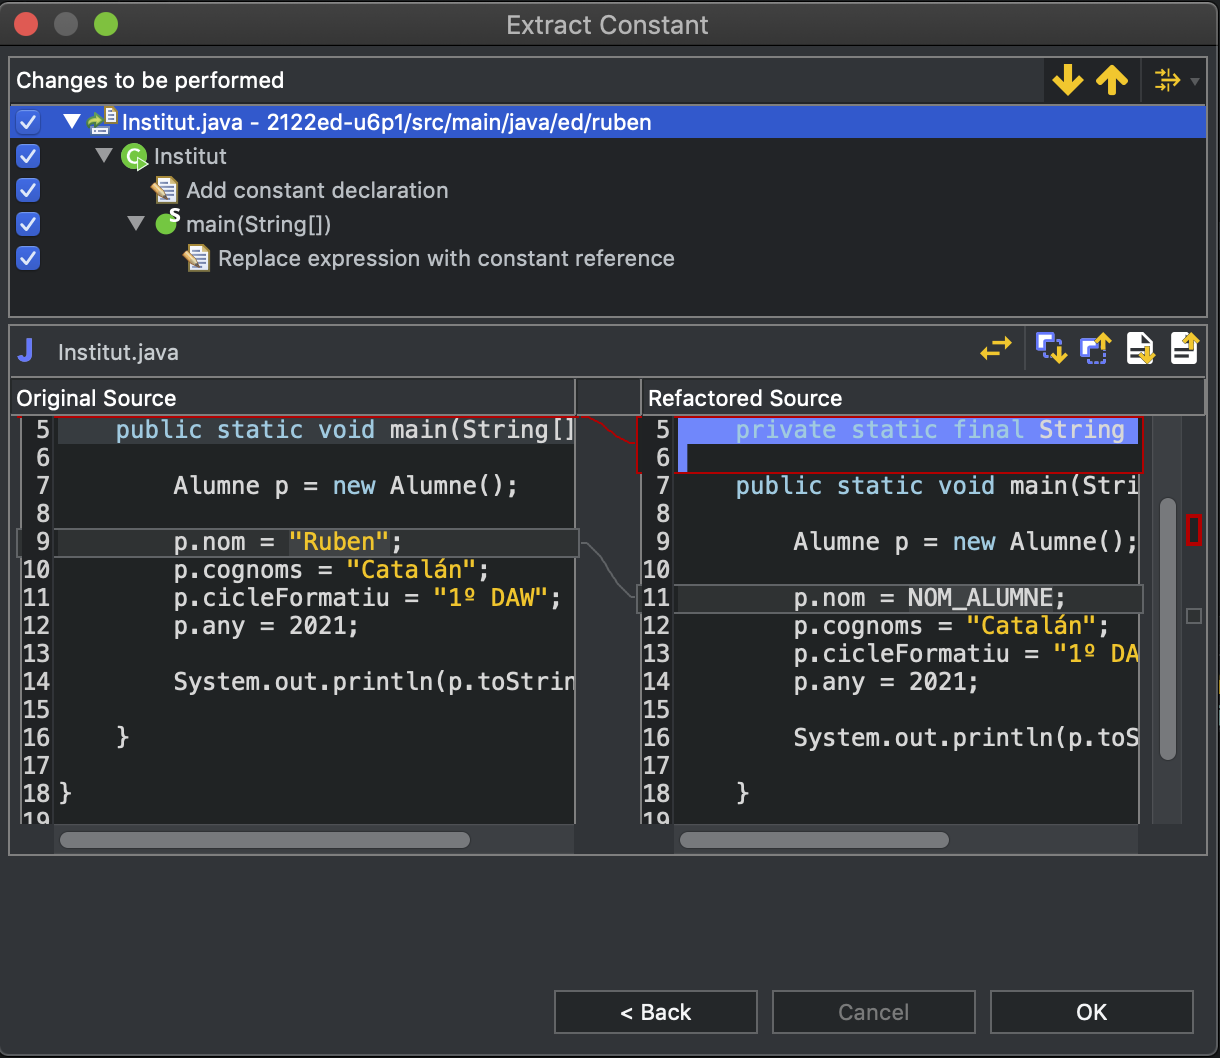 Extract Constant
Changes to be performed
Institut.java - 2122ed-u6p1/src/main/java/ed/ruben
Institut
Add constant declaration
main(String[])
Replace expression with constant reference
Institut.java
Original Source
5 public static void main(String[]
6
7 Alumne p = new Alumne();
8
9 p.nom = "Ruben";
10 p.cognoms = "Catalán";
11 p.cicleFormatiu = "1º DAW";
12 p.any = 2021;
13
14 System.out.println(p.toStrin
15
16 }
17
18 }
19
Refactored Source
5 private static final String
6
7 public static void main(Stri
8
9 Alumne p = new Alumne();
10
11 p.nom = NOM_ALUMNE;
12 p.cognoms = "Catalán";
13 p.cicleFormatiu = "1º DA
14 p.any = 2021;
15
16 System.out.println(p.toS
17
18 }
19
< Back
Cancel
OK